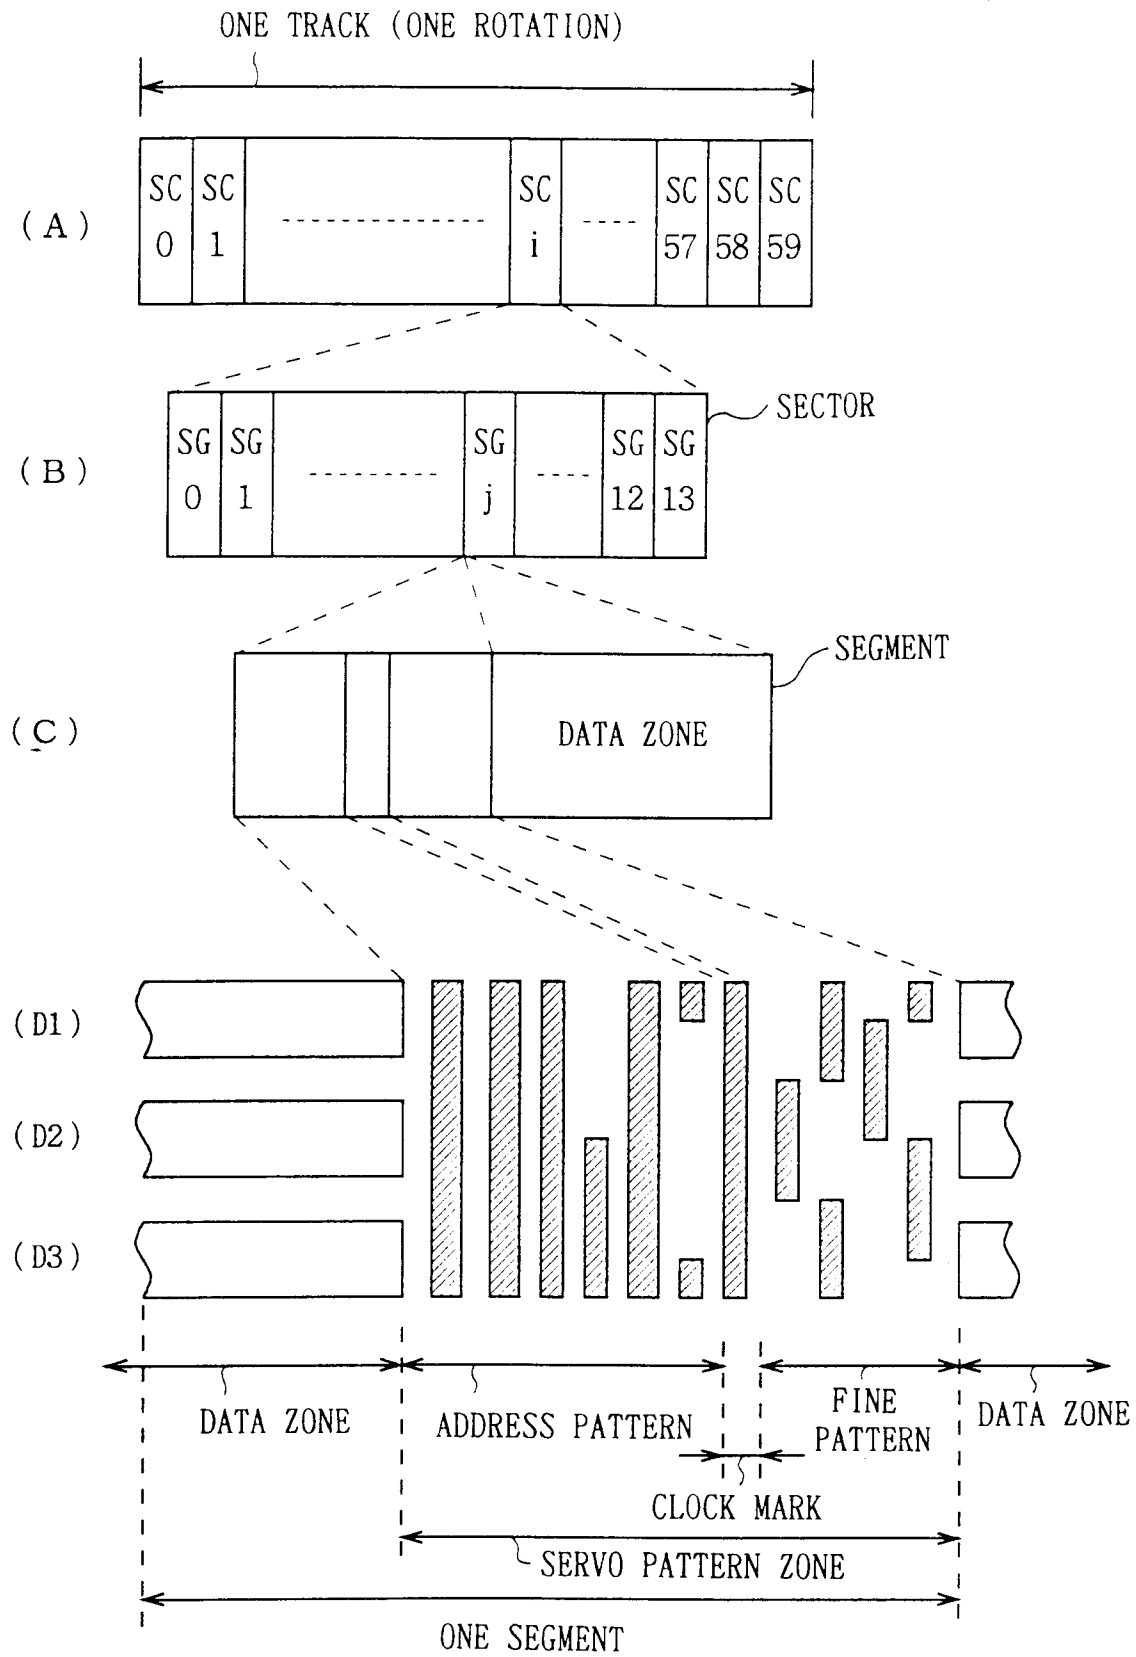 ONE TRACK (ONE ROTATION)
(A)
SC 0
SC 1
SC i
SC 57
SC 58
SC 59
SECTOR
(B)
SG 0
SG 1
SG j
SG 12
SG 13
SEGMENT
(C)
DATA ZONE
(D1)
(D2)
(D3)
DATA ZONE
ADDRESS PATTERN
FINE
PATTERN
DATA ZONE
CLOCK MARK
SERVO PATTERN ZONE
ONE SEGMENT